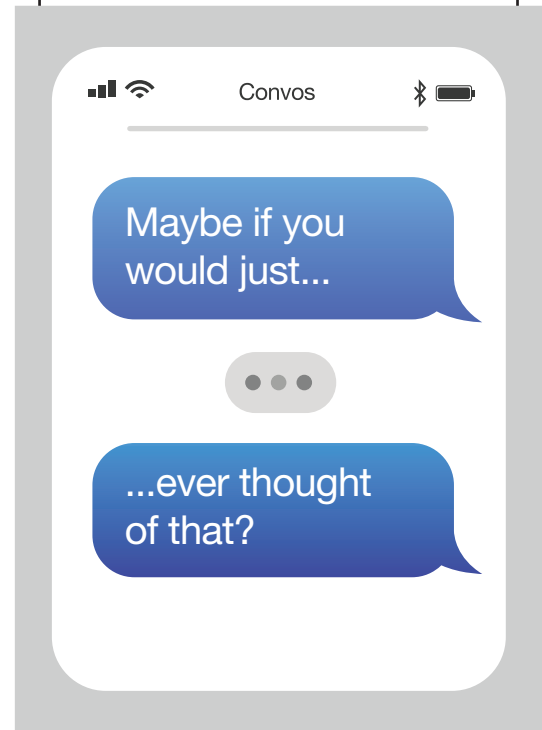 Convos
Maybe if you
would just...
...ever thought
of that?